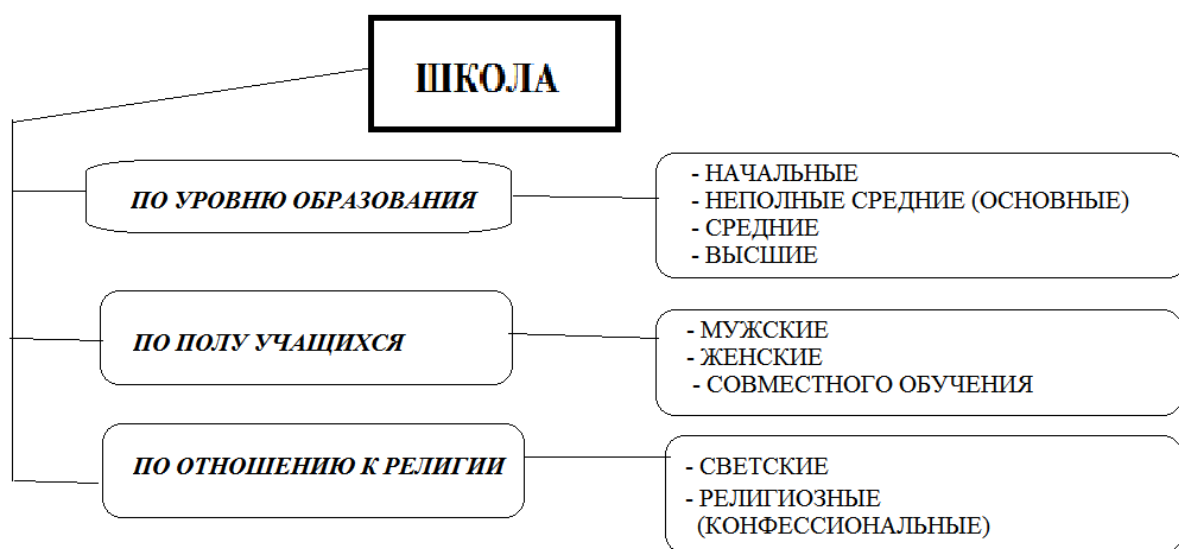 ШКОЛА
ПО УРОВНЮ ОБРАЗОВАНИЯ
- НАЧАЛЬНЫЕ
- НЕПОЛНЫЕ СРЕДНИЕ (ОСНОВНЫЕ)
- СРЕДНИЕ
- ВЫСШИЕ
ПО ПОЛУ УЧАЩИХСЯ
- МУЖСКИЕ
- ЖЕНСКИЕ
- СОВМЕСТНОГО ОБУЧЕНИЯ
ПО ОТНОШЕНИЮ К РЕЛИГИИ
- СВЕТСКИЕ
- РЕЛИГИОЗНЫЕ
(КОНФЕССИОНАЛЬНЫЕ)